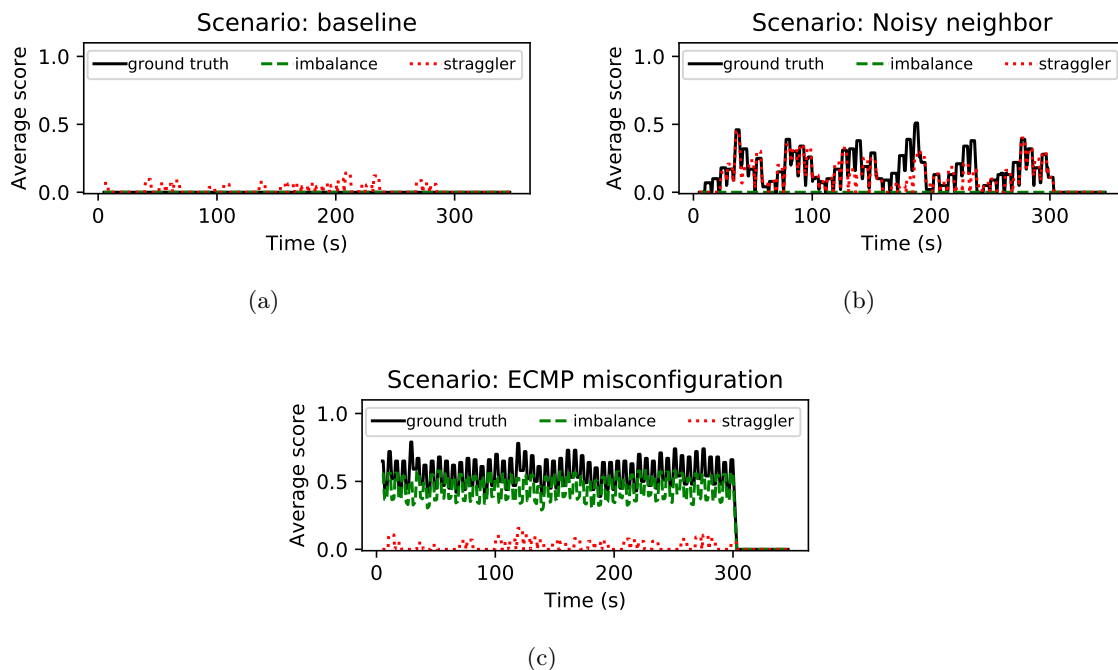 Scenario: baseline
Average score
1.0
0.5
0.0
ground truth imbalance straggler
0 100 200 300
Time (s)
(a)
Scenario: Noisy neighbor
Average score
1.0
0.5
0.0
ground truth imbalance straggler
0 100 200 300
Time (s)
(b)
Scenario: ECMP misconfiguration
Average score
1.0
0.5
0.0
ground truth imbalance straggler
0 100 200 300
Time (s)
(c)